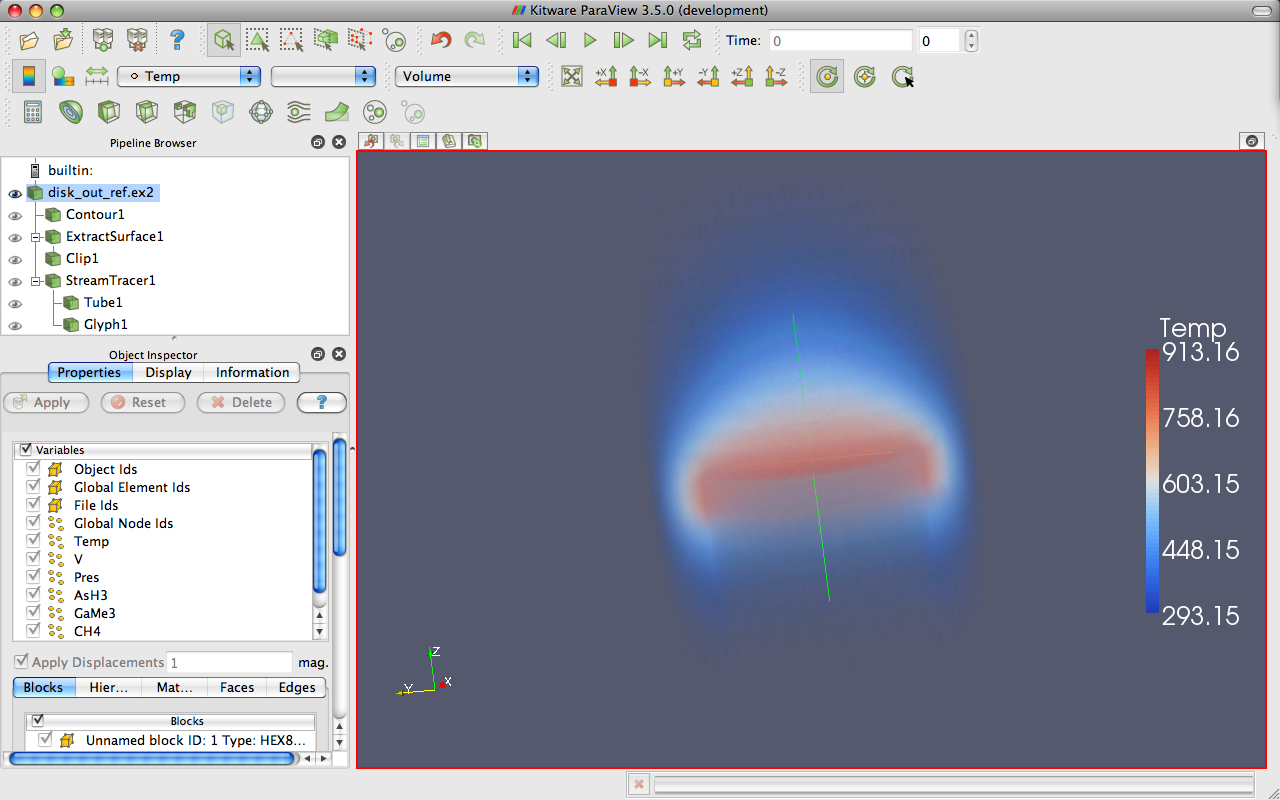 Kitware ParaView 3.5.0 (development)
?
Time: 0 0
Temp Volume
+X -X +Y -Y +Z -Z
Pipeline Browser
builtin:
disk_out_ref.ex2
Contour1
ExtractSurface1
Clip1
StreamTracer1
Tube1
Glyph1
Object Inspector
Properties Display Information
Apply Reset Delete ?
Variables
Object Ids
Global Element Ids
File Ids
Global Node Ids
Temp
V
Pres
AsH3
GaMe3
CH4
Apply Displacements 1 mag.
Blocks Hier... Mat... Faces Edges
Blocks
Unnamed block ID: 1 Type: HEX8...
Temp
913.16
758.16
603.15
448.15
293.15
Z
X
Y